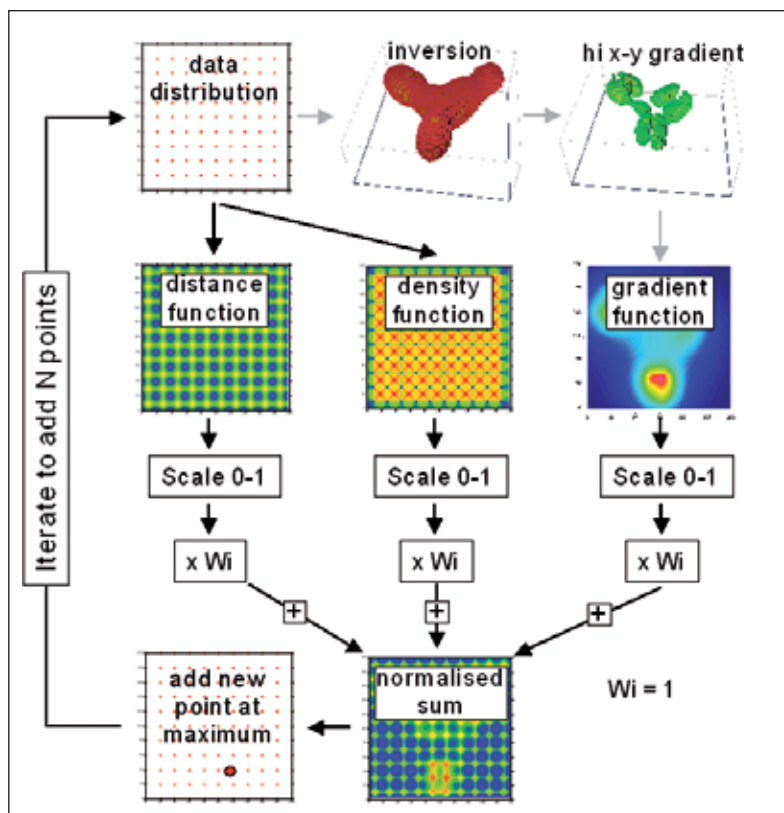 data
distribution
inversion
hi x-y gradient
distance
function
density
function
gradient
function
Iterate to add N points
Scale 0-1
Scale 0-1
Scale 0-1
x Wi
x Wi
x Wi
+
+
+
add new
point at
maximum
normalised
sum
Wi = 1